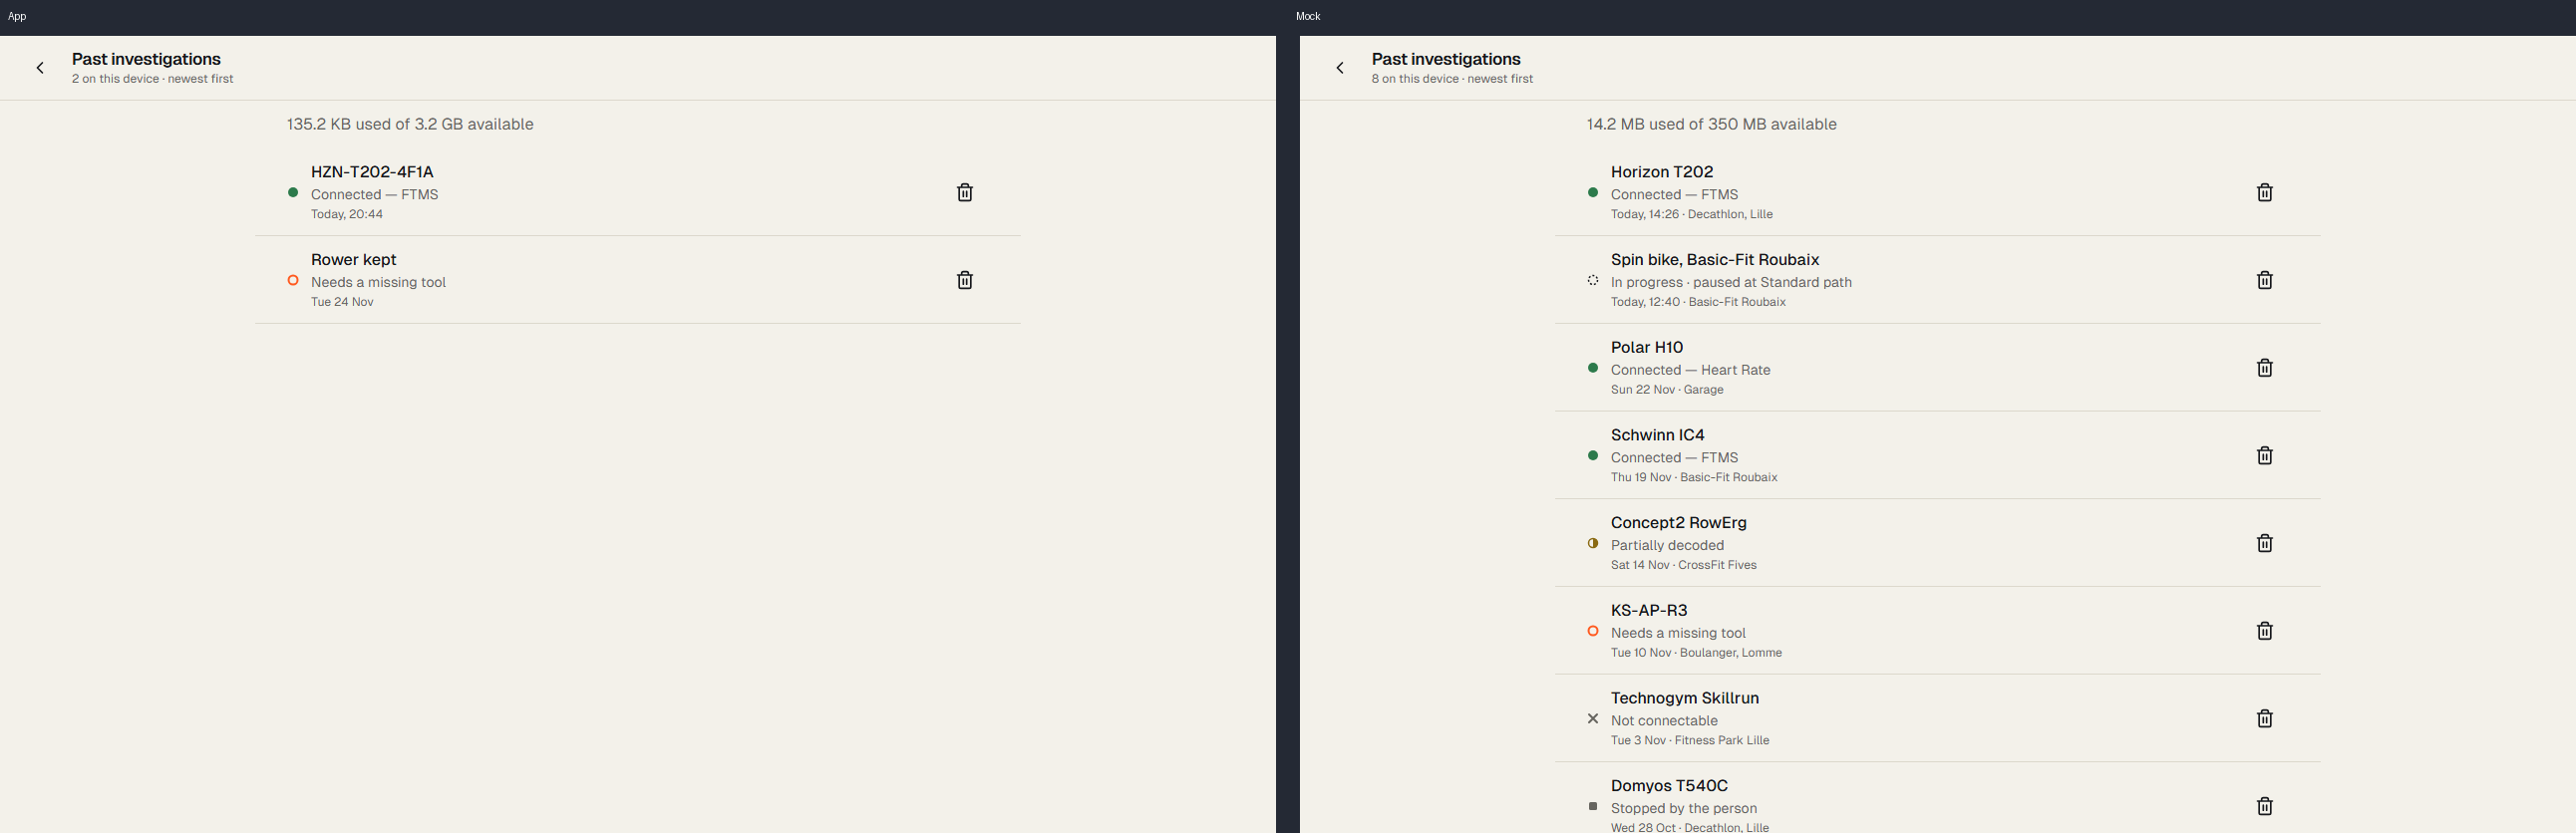 App
Past investigations
2 on this device · newest first
135.2 KB used of 3.2 GB available
HZN-T202-4F1A
Connected — FTMS
Today, 20:44
Rower kept
Needs a missing tool
Tue 24 Nov
Mock
Past investigations
8 on this device · newest first
14.2 MB used of 350 MB available
Horizon T202
Connected — FTMS
Today, 14:26 · Decathlon, Lille
Spin bike, Basic-Fit Roubaix
In progress · paused at Standard path
Today, 12:40 · Basic-Fit Roubaix
Polar H10
Connected — Heart Rate
Sun 22 Nov · Garage
Schwinn IC4
Connected — FTMS
Thu 19 Nov · Basic-Fit Roubaix
Concept2 RowErg
Partially decoded
Sat 14 Nov · CrossFit Fives
KS-AP-R3
Needs a missing tool
Tue 10 Nov · Boulanger, Lomme
Technogym Skillrun
Not connectable
Tue 3 Nov · Fitness Park Lille
Domyos T540C
Stopped by the person
Wed 28 Oct · Decathlon, Lille